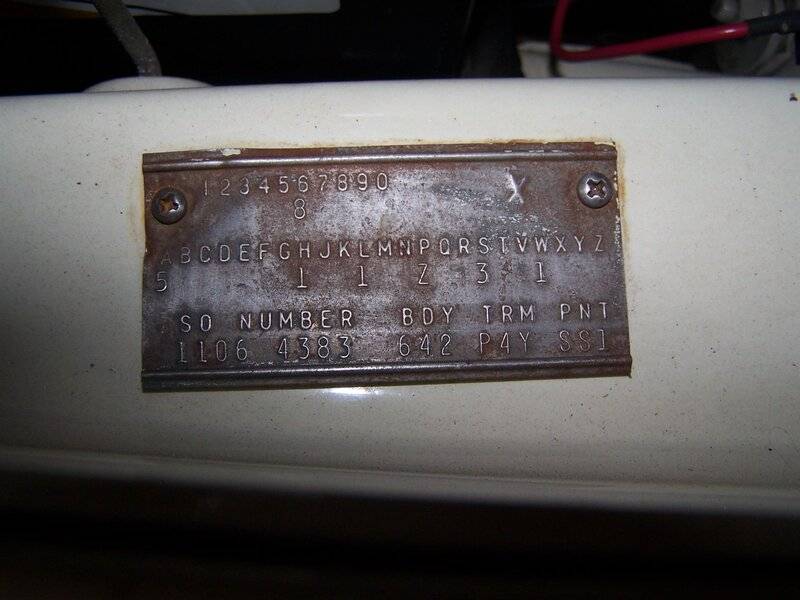 1234567890 X
8
ABCDEFGHJKLMNPQRSTVWXYZ
5 1 1 Z 3 1
SO NUMBER BDY TRM PNT
1106 4383 642 P4Y SS1